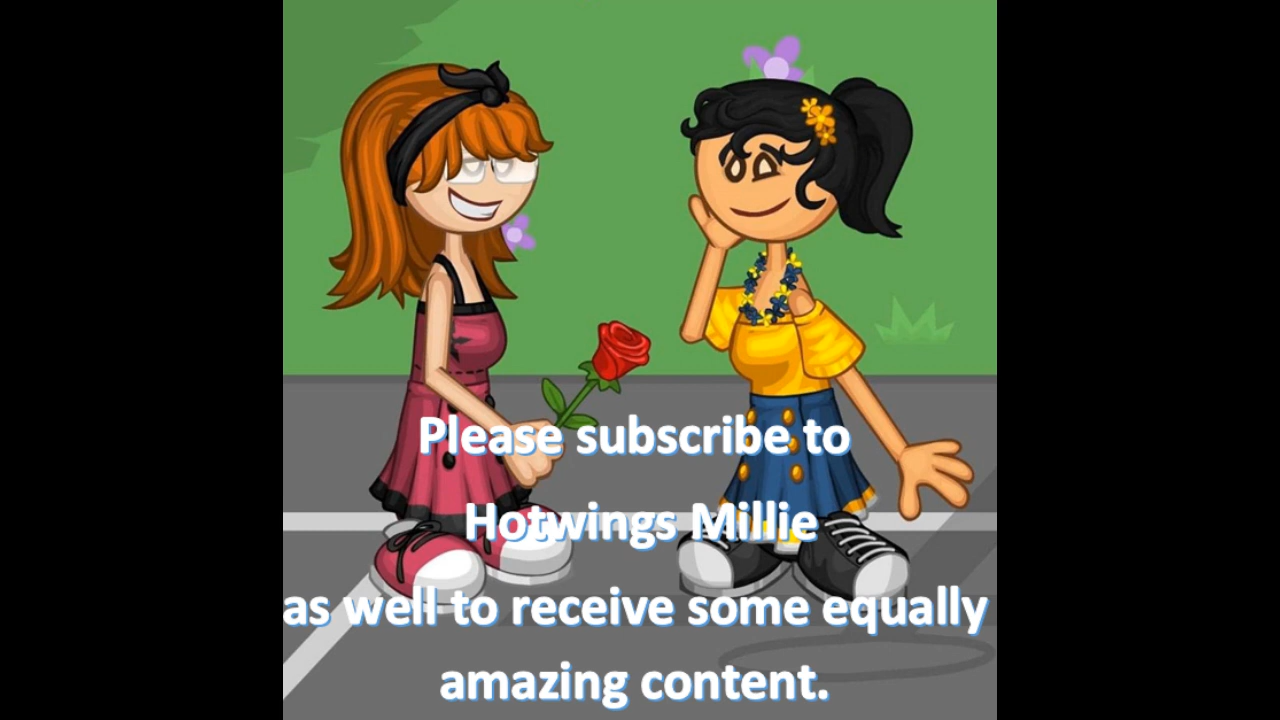 Please subscribe to
Hotwings Millie
as well to receive some equally
amazing content.